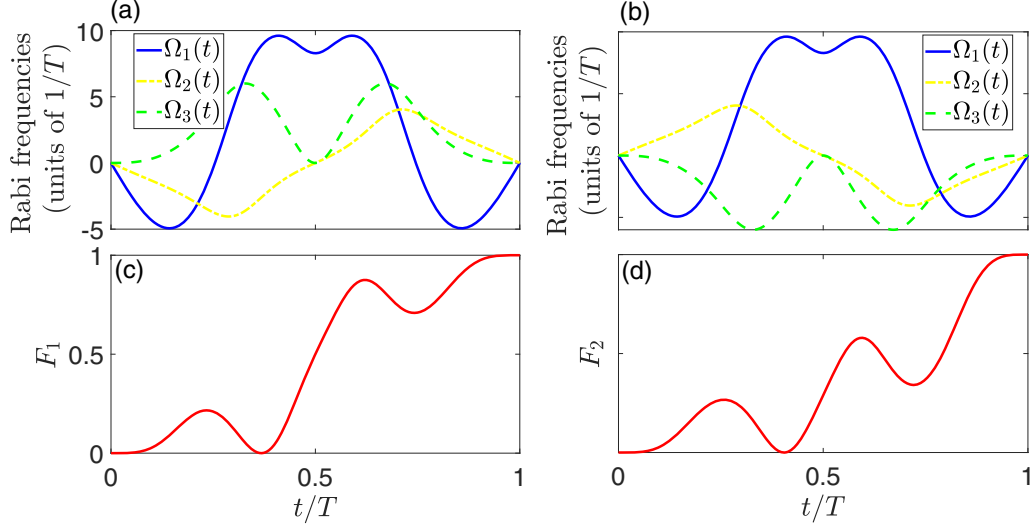 (a)
Rabi frequencies
(units of 1/T)
10
5
0
-5
Ω₁(t)
Ω₂(t)
Ω₃(t)
(b)
Rabi frequencies
(units of 1/T)
Ω₁(t)
Ω₂(t)
Ω₃(t)
(c)
F₁
1
0.5
0
0
0.5
1
t/T
(d)
F₂
0
0.5
1
t/T